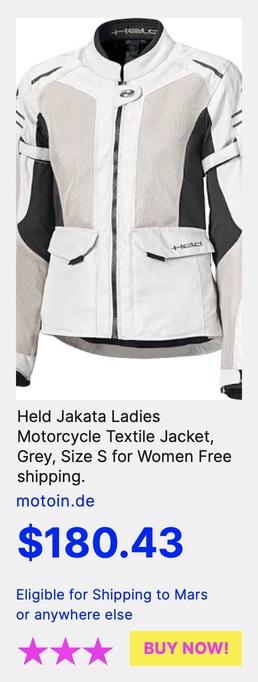 Held
Held
Held Jakata Ladies
Motorcycle Textile Jacket,
Grey, Size S for Women Free
shipping.
motoin.de
$180.43
Eligible for Shipping to Mars
or anywhere else
BUY NOW!